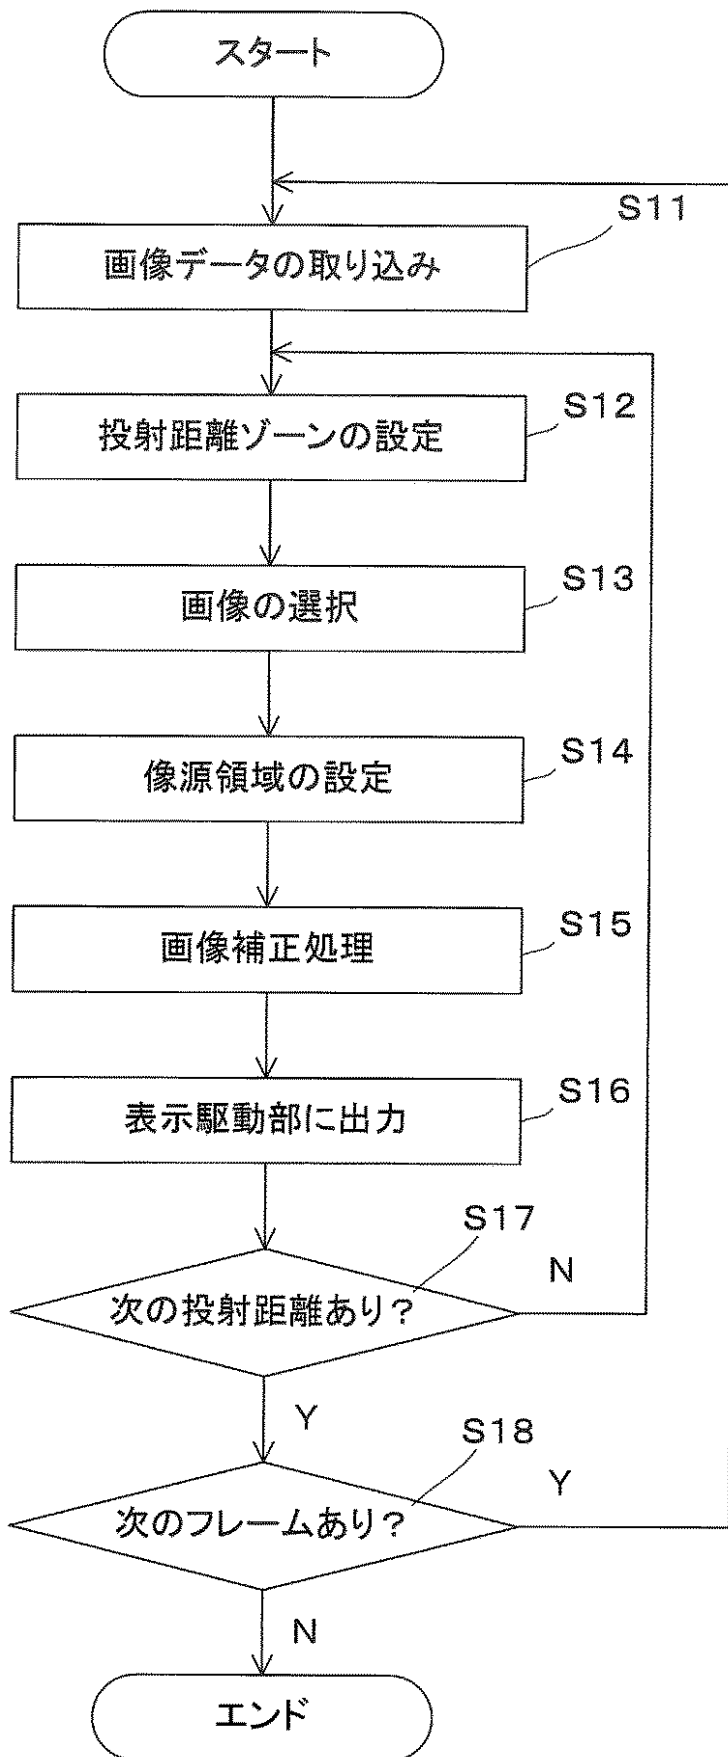 スタート
S11
画像データの取り込み
S12
投射距離ゾーンの設定
S13
画像の選択
S14
像源領域の設定
S15
画像補正処理
S16
表示駆動部に出力
S17
N
次の投射距離あり？
Y
S18
Y
次のフレームあり？
N
エンド